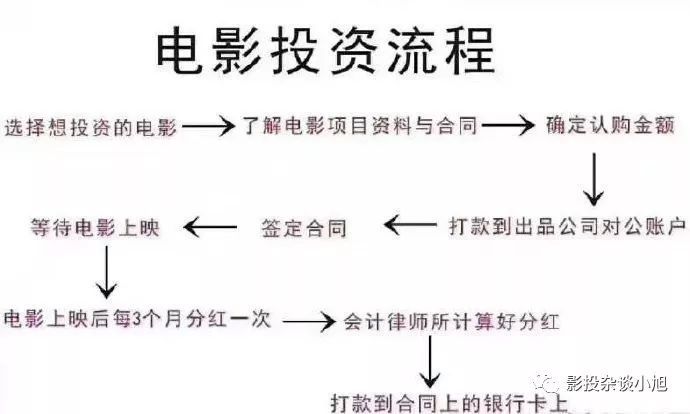 电影投资流程
选择想投资的电影
了解电影项目资料与合同
确定认购金额
打款到出品公司对公账户
签定合同
等待电影上映
电影上映后每3个月分红一次
会计律师所计算好分红
打款到合同上的银行卡上
影投杂谈小旭